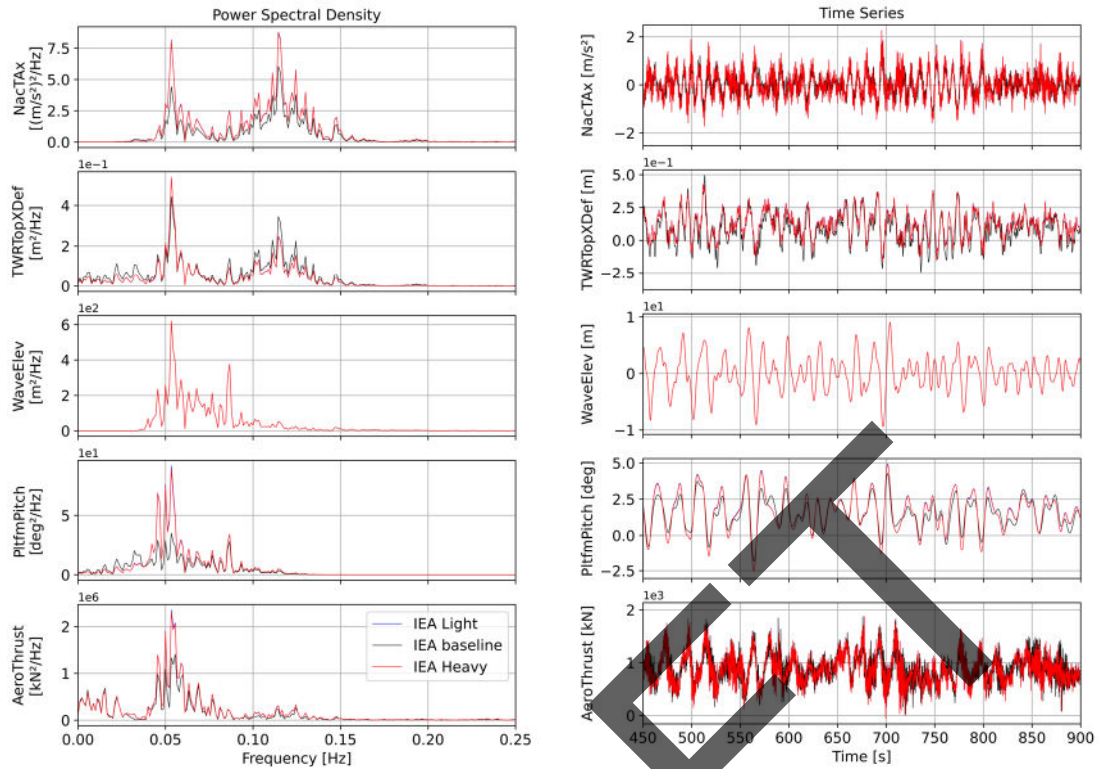 Power Spectral Density
NacTAx
[(m/s²)²/Hz]
7.5
5.0
2.5
0.0
1e−1
TWRTopXDef
[m²/Hz]
4
2
0
1e2
WaveElev
[m²/Hz]
6
4
2
0
1e1
PltfmPitch
[deg²/Hz]
5
0
1e6
AeroThrust
[kN²/Hz]
2
1
0
IEA Light
IEA baseline
IEA Heavy
0.00 0.05 0.10 0.15 0.20 0.25
Frequency [Hz]
Time Series
NacTAx [m/s²]
2
0
−2
1e−1
TWRTopXDef [m]
5.0
2.5
0.0
−2.5
1e1
WaveElev [m]
1
0
−1
PltfmPitch [deg]
5.0
2.5
0.0
−2.5
1e3
AeroThrust [kN]
2
1
0
450 500 550 600 650 700 750 800 850 900
Time [s]